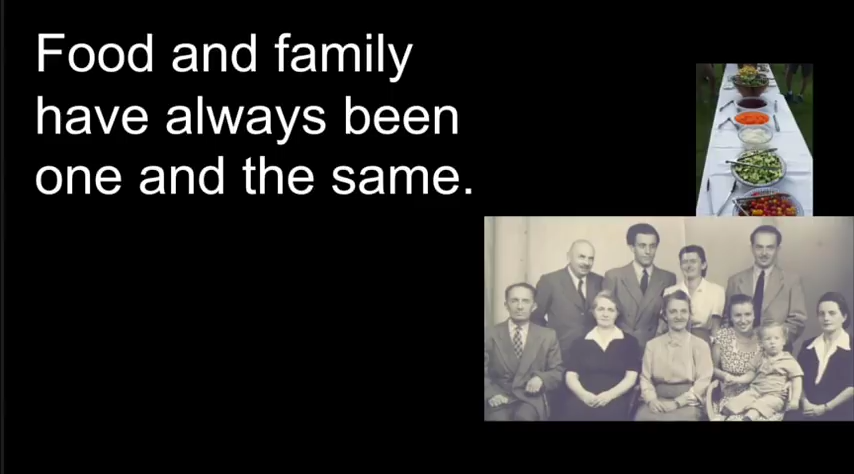 Food and family
have always been
one and the same.